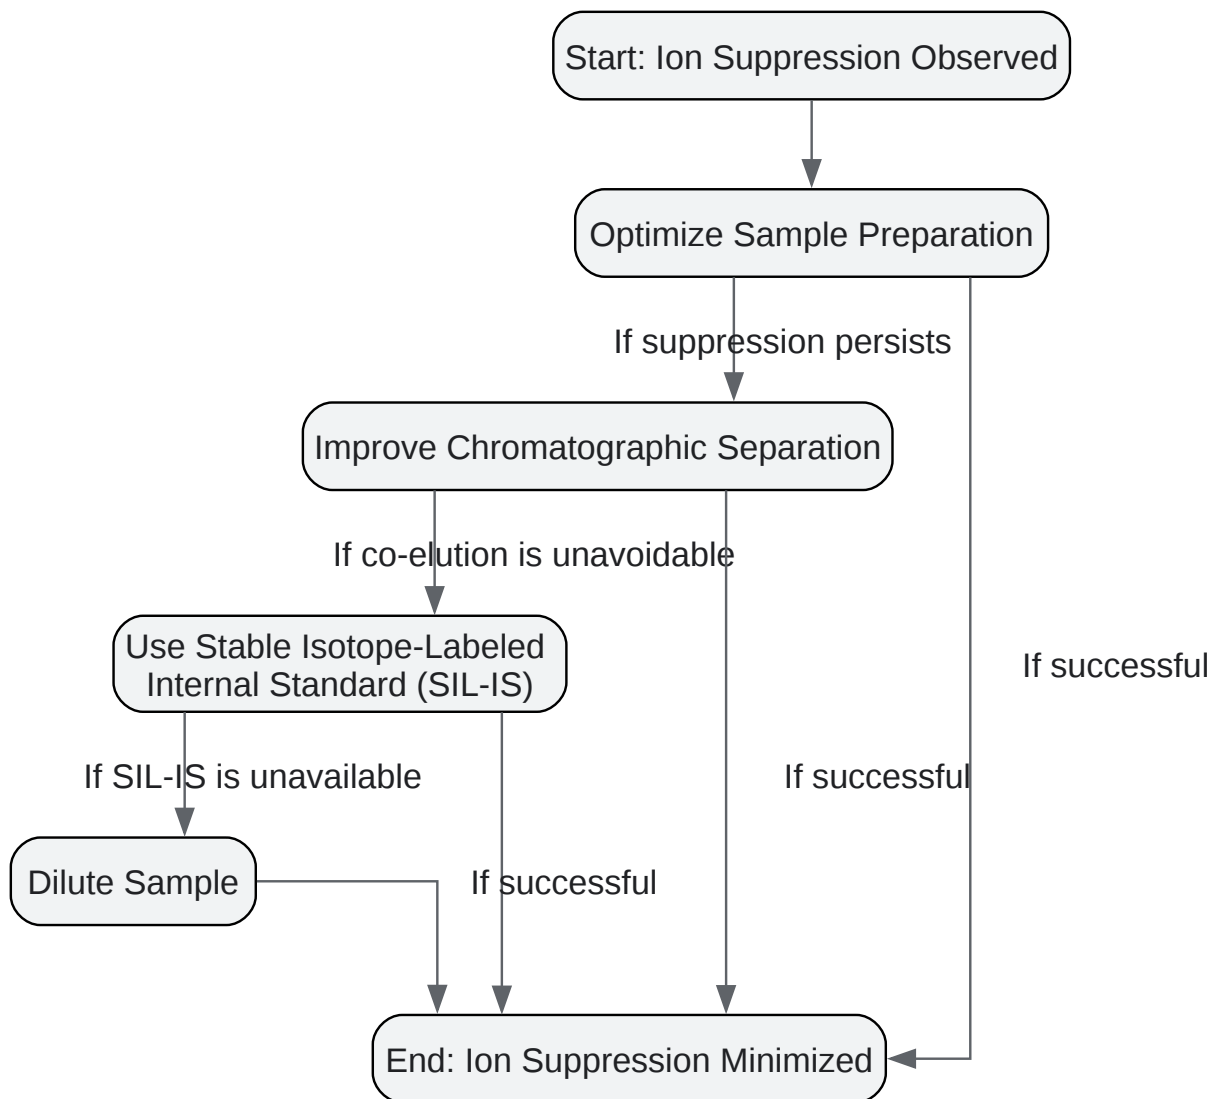 Start: Ion Suppression Observed
Optimize Sample Preparation
If suppression persists
Improve Chromatographic Separation
If co-elution is unavoidable
Use Stable Isotope-Labeled
Internal Standard (SIL-IS)
If successful
If SIL-IS is unavailable
If successful
Dilute Sample
If successful
End: Ion Suppression Minimized